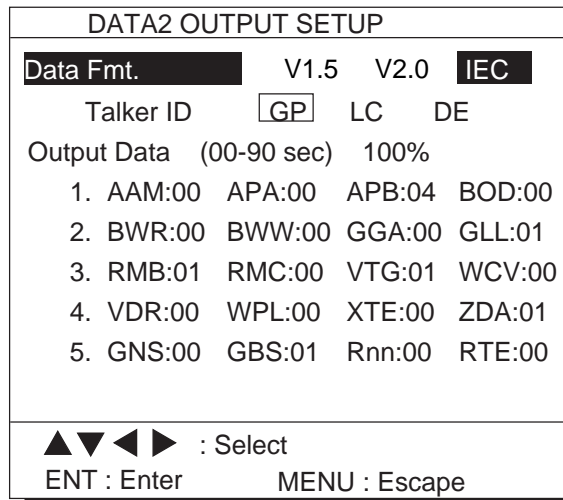 DATA2 OUTPUT SETUP
Data Fmt. V1.5 V2.0 IEC
Talker ID GP LC DE
Output Data (00-90 sec) 100%
1. AAM:00 APA:00 APB:04 BOD:00
2. BWR:00 BWW:00 GGA:00 GLL:01
3. RMB:01 RMC:00 VTG:01 WCV:00
4. VDR:00 WPL:00 XTE:00 ZDA:01
5. GNS:00 GBS:01 Rnn:00 RTE:00
▲▼◀▶ : Select
ENT : Enter MENU : Escape